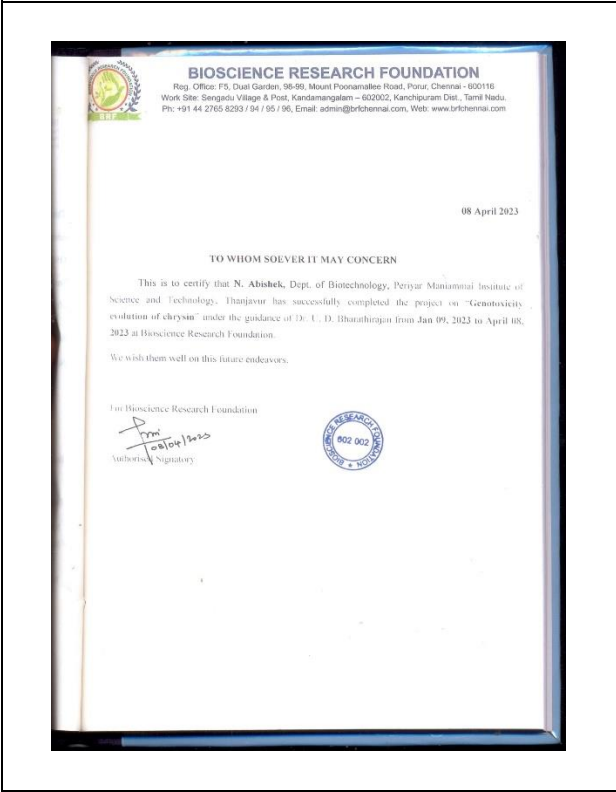 BIOSCIENCE RESEARCH FOUNDATION
Reg. Office: F5, Dual Garden, 98-99, Mount Poonamallee Road, Porur, Chennai - 600116
Work Site: Sengadu Village & Post, Kandamangalam – 602002, Kanchipuram Dist., Tamil Nadu.
Ph: +91 44 2765 8293 / 94 / 95 / 96, Email: admin@brfchennai.com, Web: www.brfchennai.com
BRF
08 April 2023
TO WHOM SOEVER IT MAY CONCERN
This is to certify that N. Abishek, Dept. of Biotechnology, Periyar Maniammai Institute of
Science and Technology, Thanjavur has successfully completed the project on "Genotoxicity
evolution of chrysin" under the guidance of Dr. U. D. Bharathirajan from Jan 09, 2023 to April 08,
2023 at Bioscience Research Foundation.
We wish them well on this future endeavors.
For Bioscience Research Foundation
08/04/2023
Authorised Signatory
BIOSCIENCE RESEARCH FOUNDATION
602 002